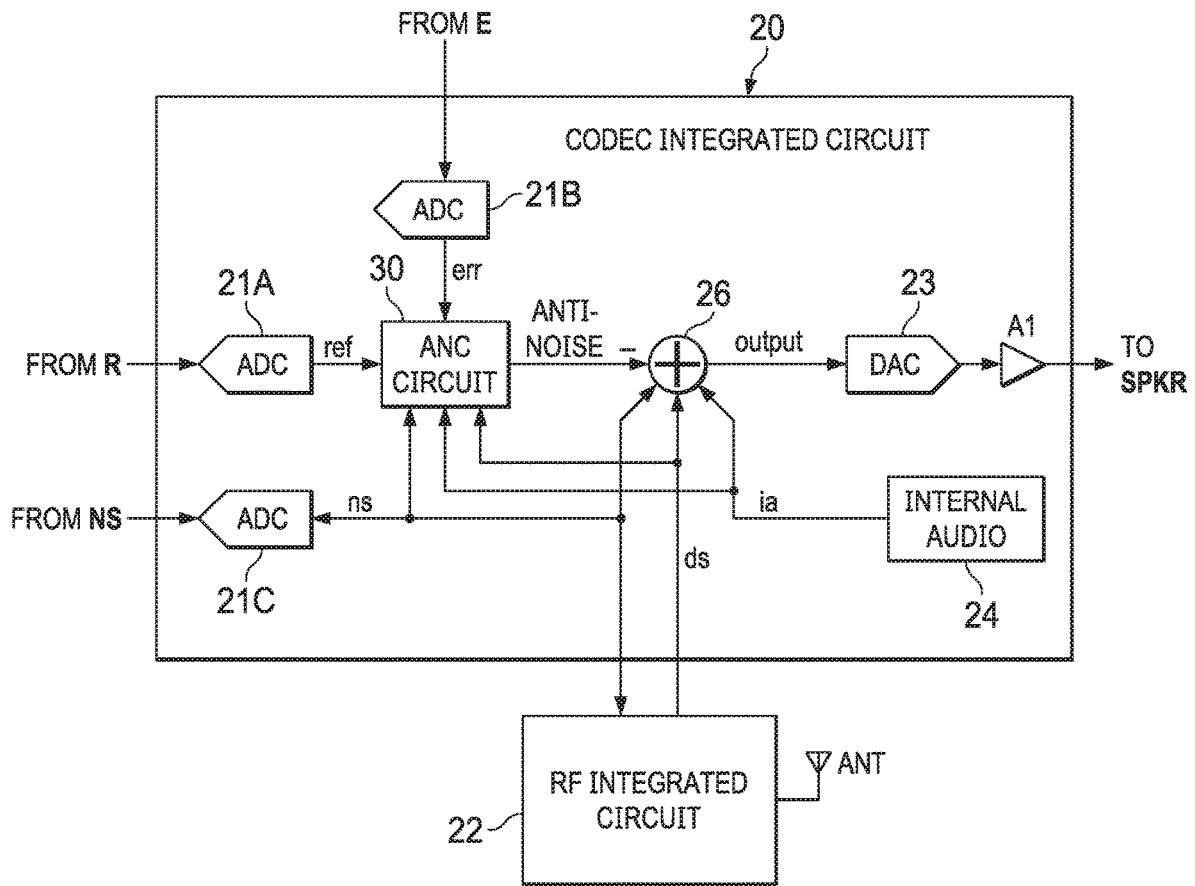 FROM E
20
CODEC INTEGRATED CIRCUIT
ADC
21B
err
30
21A
ANTI-
NOISE
–
26
23
A1
FROM R
ADC
ref
ANC
CIRCUIT
output
DAC
TO
SPKR
FROM NS
ADC
ns
ia
INTERNAL
AUDIO
21C
ds
24
RF INTEGRATED
CIRCUIT
ANT
22